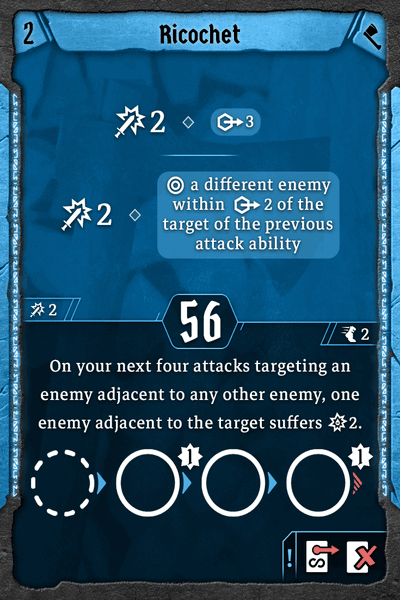 2
Ricochet
2
3
2
a different enemy
within 2 of the
target of the previous
attack ability
2
56
2
On your next four attacks targeting an
enemy adjacent to any other enemy, one
enemy adjacent to the target suffers 2.
1 1